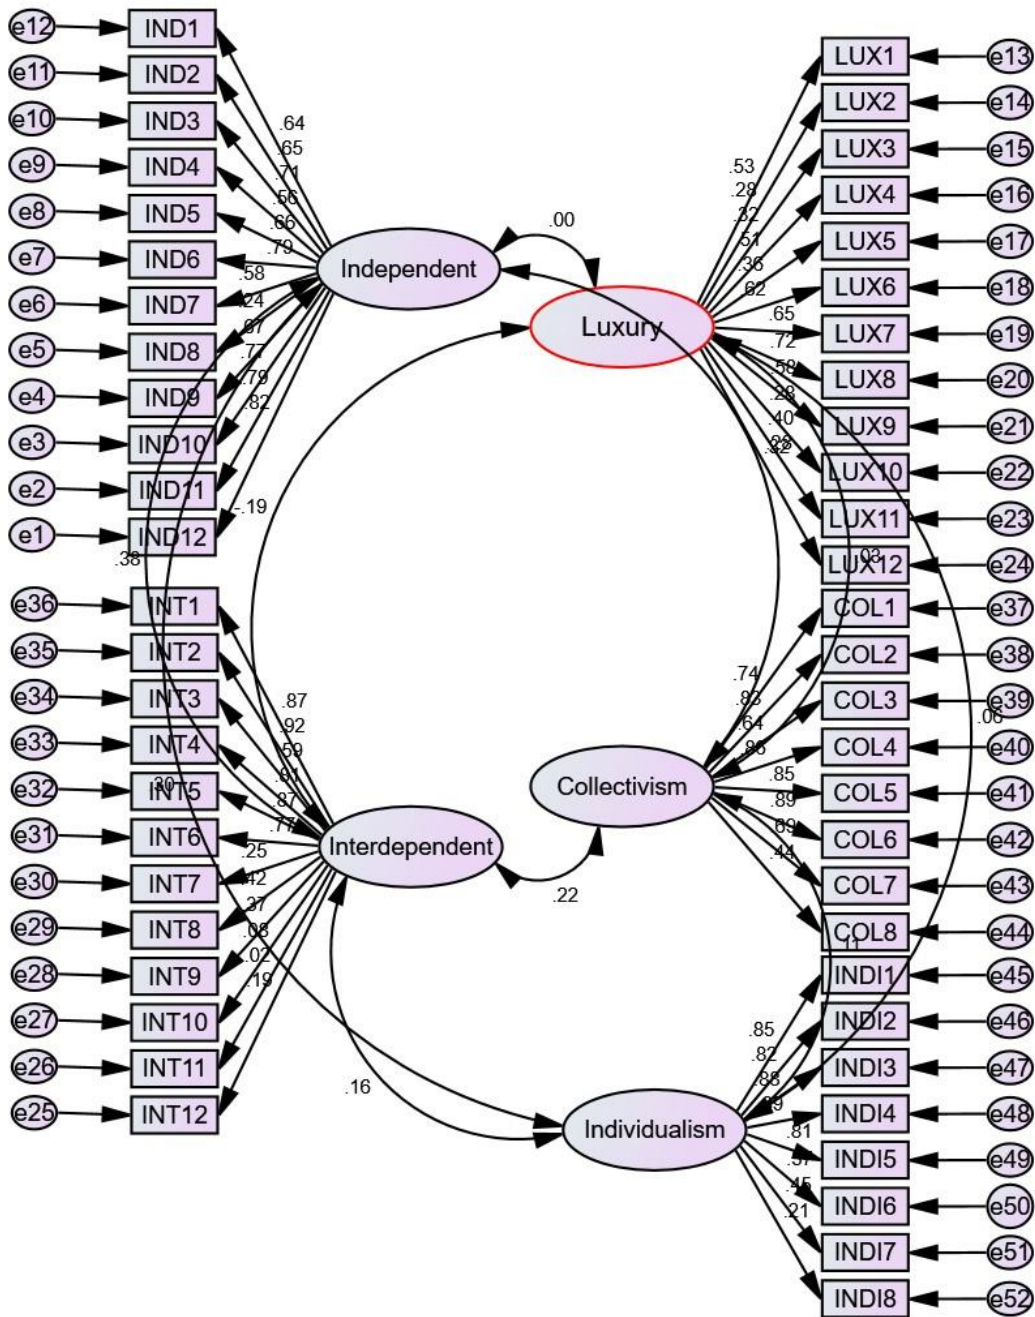 e12 IND1
e11 IND2
e10 IND3
e9 IND4
e8 IND5
e7 IND6
e6 IND7
e5 IND8
e4 IND9
e3 IND10
e2 IND11
e1 IND12
.64
.65
.71
.56
.66
.79
.58
.24
.67
.77
.79
.82
Independent
.00
Luxury
LUX1 e13
LUX2 e14
LUX3 e15
LUX4 e16
LUX5 e17
LUX6 e18
LUX7 e19
LUX8 e20
LUX9 e21
LUX10 e22
LUX11 e23
LUX12 e24
.53
.28
.32
.51
.36
.62
.65
.72
.58
.28
.40
-.19
.38
.03
e36 INT1
e35 INT2
e34 INT3
e33 INT4
e32 INT5
e31 INT6
e30 INT7
e29 INT8
e28 INT9
e27 INT10
e26 INT11
e25 INT12
.87
.92
.59
.91
.87
.77
.25
.42
.37
.08
.02
.19
.30
Interdependent
.22
Collectivism
COL1 e37
COL2 e38
COL3 e39
COL4 e40
COL5 e41
COL6 e42
COL7 e43
COL8 e44
.74
.83
.64
.86
.85
.89
.69
.44
.06
.11
.16
Individualism
INDI1 e45
INDI2 e46
INDI3 e47
INDI4 e48
INDI5 e49
INDI6 e50
INDI7 e51
INDI8 e52
.85
.82
.88
.81
.45
.21